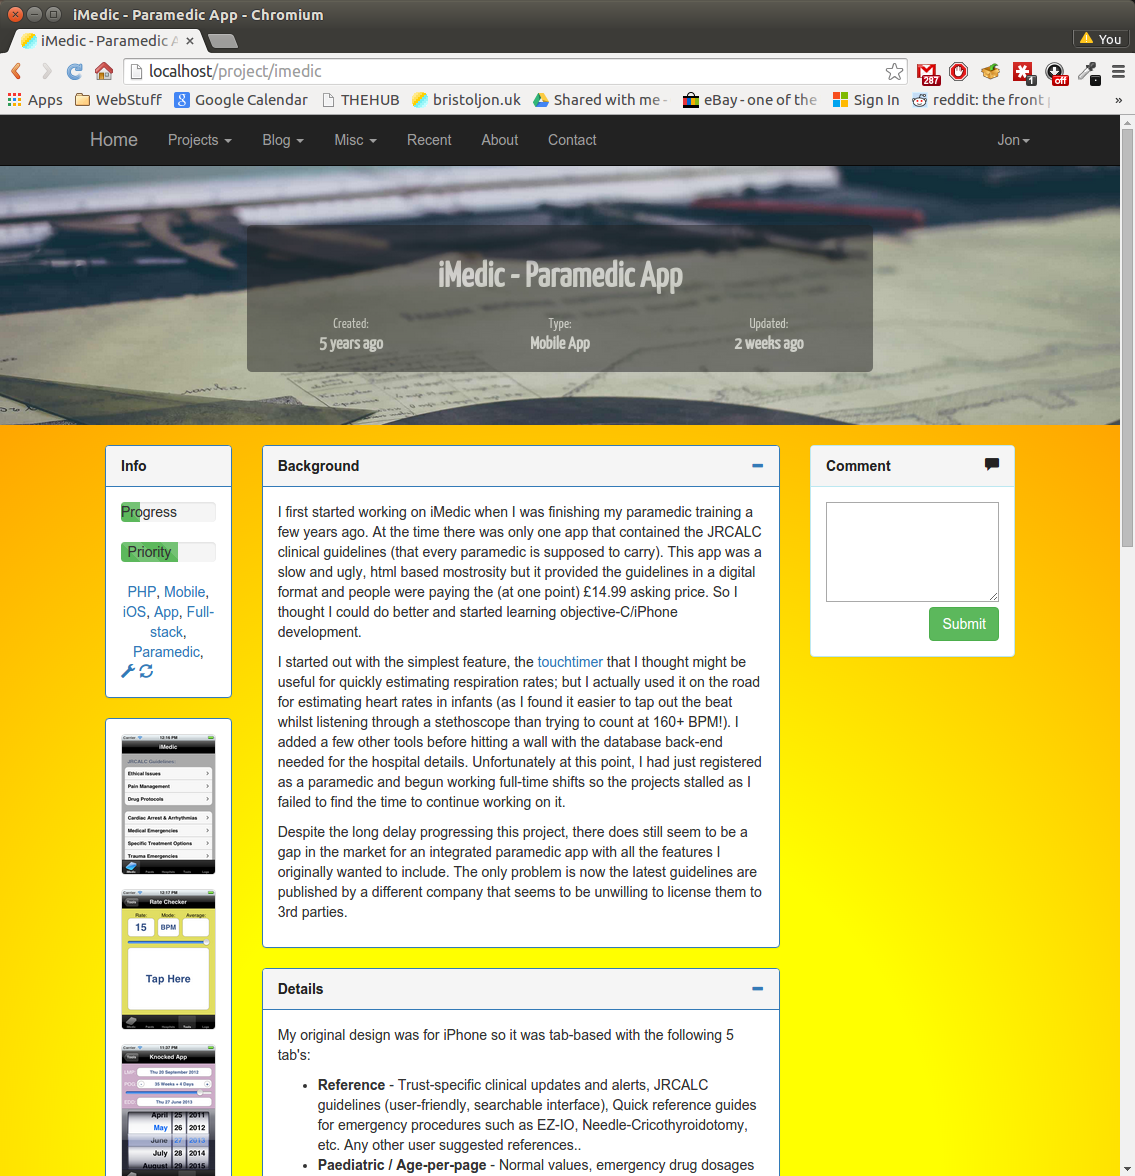 iMedic - Paramedic App - Chromium
iMedic - Paramedic A
You
localhost/project/imedic
287
1
off
Apps
WebStuff
Google Calendar
THEHUB
bristoljon.uk
Shared with me -
eBay - one of the
Sign In
reddit: the front
»
Home
Projects
Blog
Misc
Recent
About
Contact
Jon
iMedic - Paramedic App
Created:
Type:
Updated:
5 years ago
Mobile App
2 weeks ago
Info
Progress
Priority
PHP, Mobile,
iOS, App, Full-
stack,
Paramedic,
12:15 PM
iMedic
JRCALC Guidelines:
Ethical Issues
Pain Management
Drug Protocols
Cardiac Arrest & Arrhythmias
Medical Emergencies
Specific Treatment Options
Trauma Emergencies
12:17 PM
Tools
Rate Checker
Rate:
Mode:
Average:
15
BPM
Tap Here
11:37 PM
Tools
Knocked App
Thu 20 September 2012
38 Weeks + 4 Days
Thu 27 June 2013
April 25 2011
May 26 2012
June 27 2013
July 28 2014
August 29 2015
Background
I first started working on iMedic when I was finishing my paramedic training a
few years ago. At the time there was only one app that contained the JRCALC
clinical guidelines (that every paramedic is supposed to carry). This app was a
slow and ugly, html based mostrosity but it provided the guidelines in a digital
format and people were paying the (at one point) £14.99 asking price. So I
thought I could do better and started learning objective-C/iPhone
development.
I started out with the simplest feature, the touchtimer that I thought might be
useful for quickly estimating respiration rates; but I actually used it on the road
for estimating heart rates in infants (as I found it easier to tap out the beat
whilst listening through a stethoscope than trying to count at 160+ BPM!). I
added a few other tools before hitting a wall with the database back-end
needed for the hospital details. Unfortunately at this point, I had just registered
as a paramedic and begun working full-time shifts so the projects stalled as I
failed to find the time to continue working on it.
Despite the long delay progressing this project, there does still seem to be a
gap in the market for an integrated paramedic app with all the features I
originally wanted to include. The only problem is now the latest guidelines are
published by a different company that seems to be unwilling to license them to
3rd parties.
Details
My original design was for iPhone so it was tab-based with the following 5
tab's:
• Reference - Trust-specific clinical updates and alerts, JRCALC
guidelines (user-friendly, searchable interface), Quick reference guides
for emergency procedures such as EZ-IO, Needle-Cricothyroidotomy,
etc. Any other user suggested references..
• Paediatric / Age-per-page - Normal values, emergency drug dosages
Comment
Submit